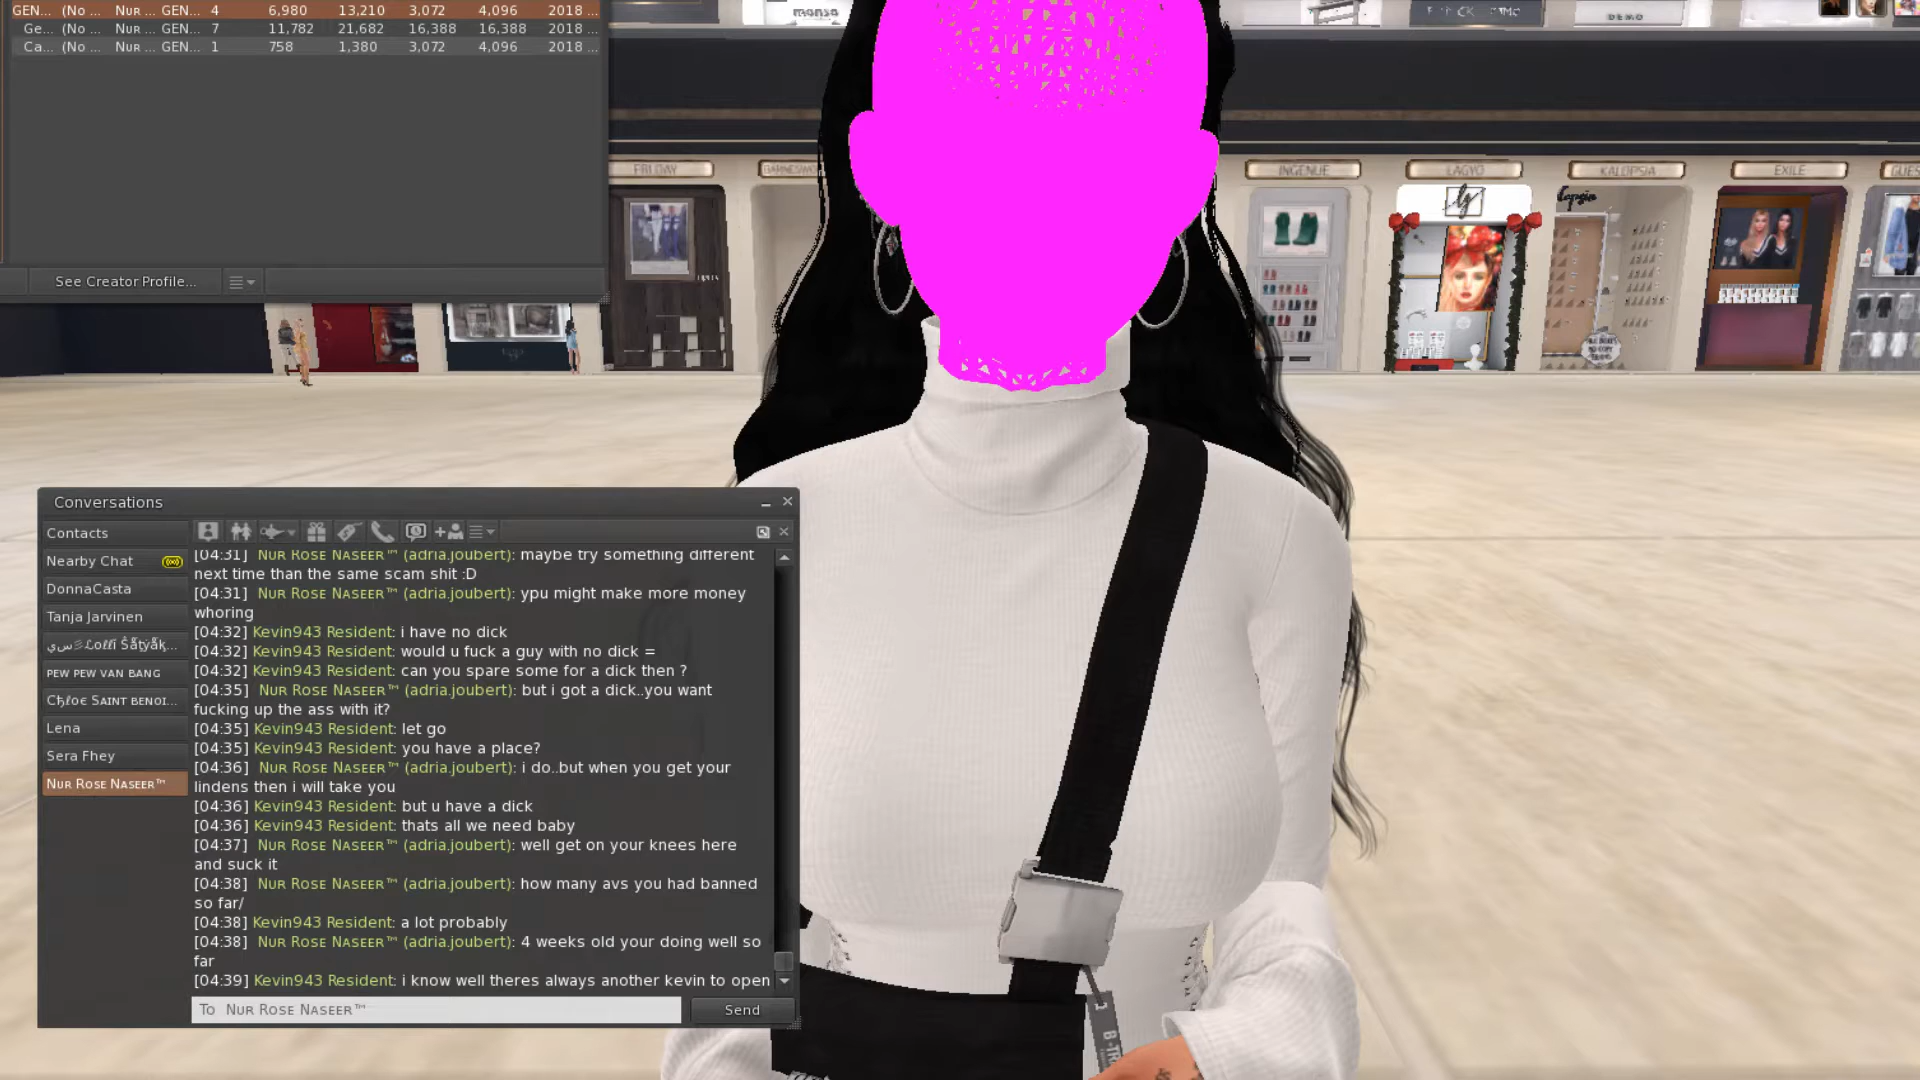 GEN... (No ... Nur ... GEN... 4 6,980 13,210 3,072 4,096 2018 ...
Ge... (No ... Nur ... GEN... 7 11,782 21,682 16,388 16,388 2018 ...
Ca... (No ... Nur ... GEN... 1 758 1,380 3,072 4,096 2018 ...
See Creator Profile...
DEMO
FRIDAY
INGENUE
LAGYO
KALOPSIA
EXILE
Conversations
Contacts
Nearby Chat
DonnaCasta
Tanja Jarvinen
PEW PEW VAN BANG
Lena
Sera Fhey
Nur Rose Naseer™
[04:31] Nur Rose Naseer™ (adria.joubert): maybe try something different
next time than the same scam shit :D
[04:31] Nur Rose Naseer™ (adria.joubert): ypu might make more money
whoring
[04:32] Kevin943 Resident: i have no dick
[04:32] Kevin943 Resident: would u fuck a guy with no dick =
[04:32] Kevin943 Resident: can you spare some for a dick then ?
[04:35] Nur Rose Naseer™ (adria.joubert): but i got a dick..you want
fucking up the ass with it?
[04:35] Kevin943 Resident: let go
[04:35] Kevin943 Resident: you have a place?
[04:36] Nur Rose Naseer™ (adria.joubert): i do..but when you get your
lindens then i will take you
[04:36] Kevin943 Resident: but u have a dick
[04:36] Kevin943 Resident: thats all we need baby
[04:37] Nur Rose Naseer™ (adria.joubert): well get on your knees here
and suck it
[04:38] Nur Rose Naseer™ (adria.joubert): how many avs you had banned
so far/
[04:38] Kevin943 Resident: a lot probably
[04:38] Nur Rose Naseer™ (adria.joubert): 4 weeks old your doing well so
far
[04:39] Kevin943 Resident: i know well theres always another kevin to open
To Nur Rose Naseer™
Send